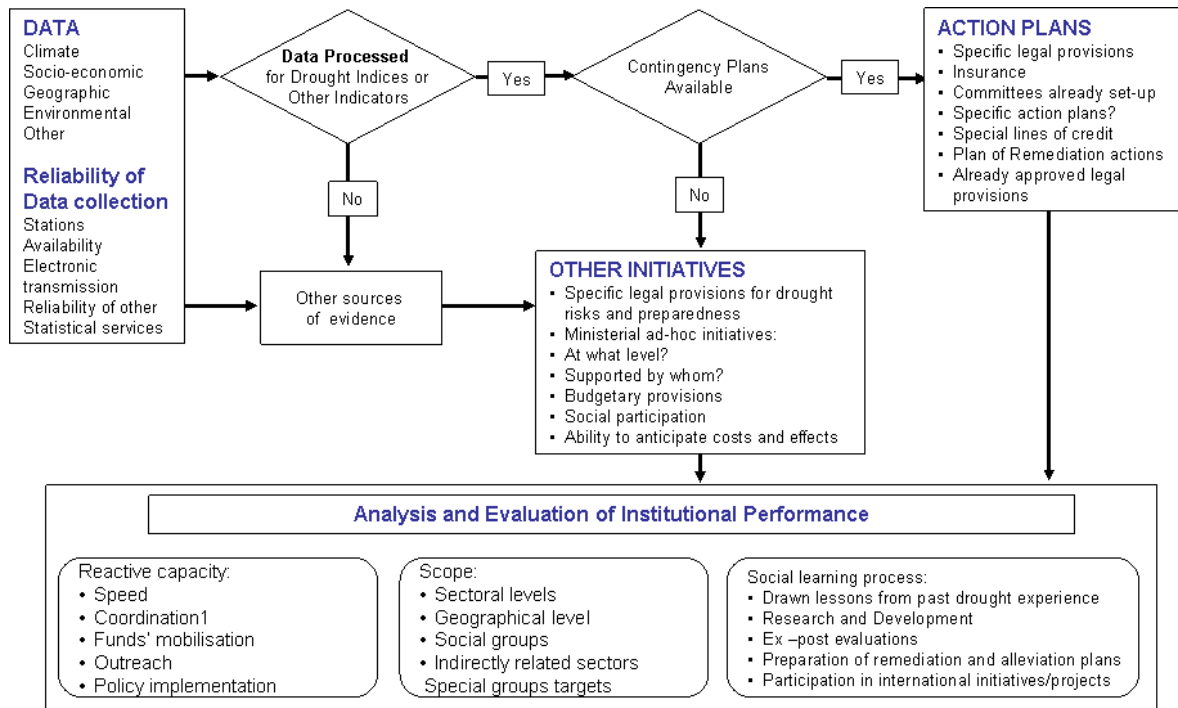 DATA
Climate
Socio-economic
Geographic
Environmental
Other
Reliability of
Data collection
Stations
Availability
Electronic
transmission
Reliability of other
Statistical services
Data Processed
for Drought Indices or
Other Indicators
Yes
No
Contingency Plans
Available
Yes
No
ACTION PLANS
▪ Specific legal provisions
▪ Insurance
▪ Committees already set-up
▪ Specific action plans?
▪ Special lines of credit
▪ Plan of Remediation actions
▪ Already approved legal
provisions
Other sources
of evidence
OTHER INITIATIVES
▪ Specific legal provisions for drought
risks and preparedness
▪ Ministerial ad-hoc initiatives:
▪ At what level?
▪ Supported by whom?
▪ Budgetary provisions
▪ Social participation
▪ Ability to anticipate costs and effects
Analysis and Evaluation of Institutional Performance
Reactive capacity:
• Speed
• Coordination1
• Funds' mobilisation
• Outreach
• Policy implementation
Scope:
• Sectoral levels
• Geographical level
• Social groups
• Indirectly related sectors
Special groups targets
Social learning process:
• Drawn lessons from past drought experience
• Research and Development
• Ex –post evaluations
• Preparation of remediation and alleviation plans
• Participation in international initiatives/projects